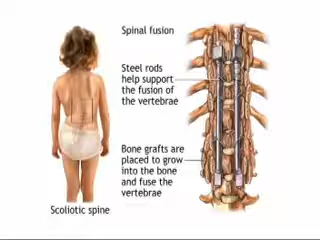 Spinal fusion
Steel rods
help support
the fusion of
the vertebrae
Bone grafts are
placed to grow
into the bone
and fuse the
vertebrae
Scoliotic spine